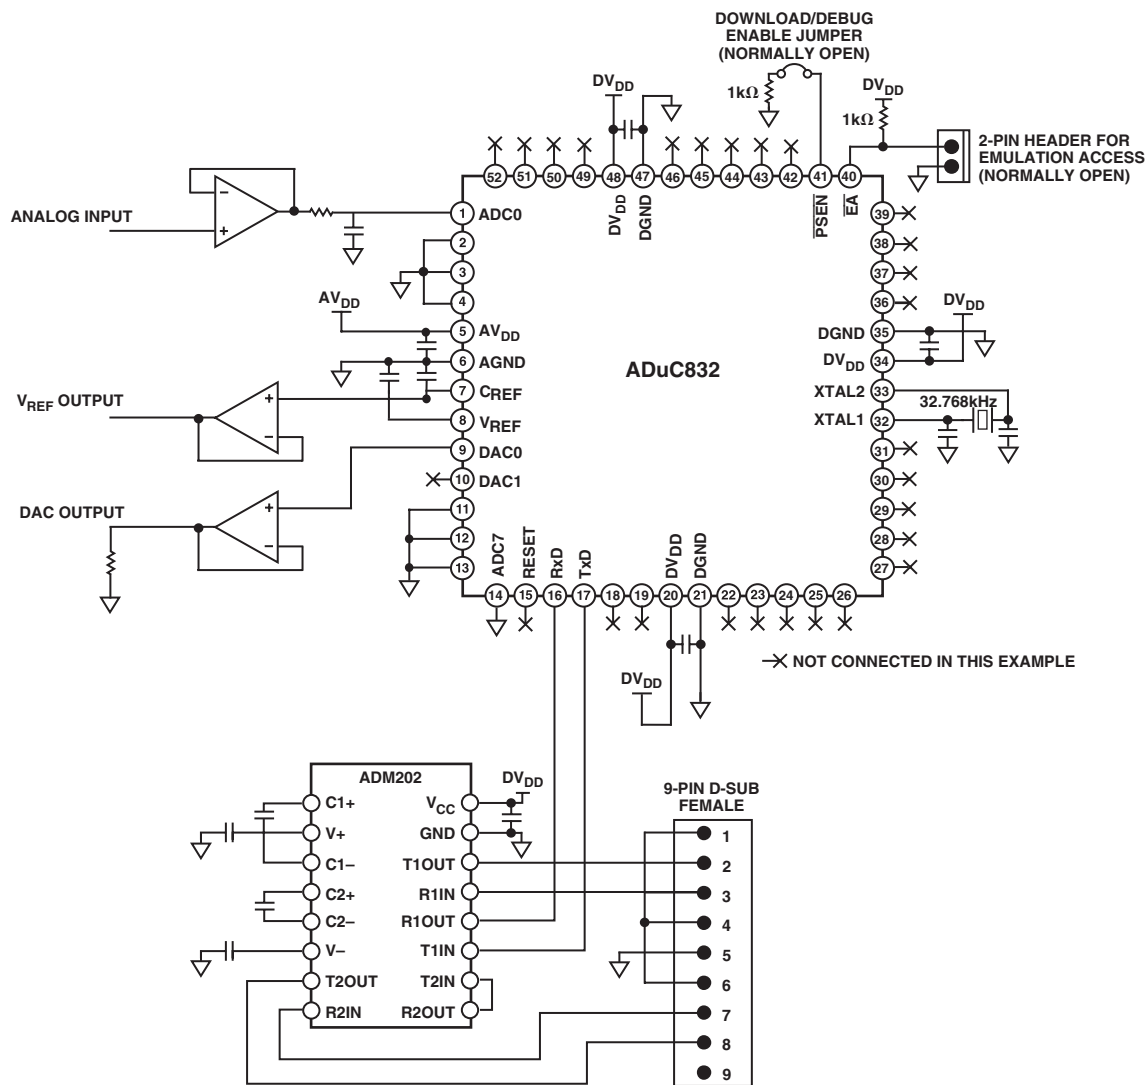 DOWNLOAD/DEBUG
ENABLE JUMPER
(NORMALLY OPEN)
DVDD
1kΩ
DVDD
1kΩ
2-PIN HEADER FOR
EMULATION ACCESS
(NORMALLY OPEN)
52 51 50 49 48 47 46 45 44 43 42 41 40
DVDD
DGND
PSEN
EA
ANALOG INPUT
1 ADC0
2
3
4
AVDD
5 AVDD
6 AGND
7 CREF
8 VREF
9 DAC0
10 DAC1
11
12
13
VREF OUTPUT
DAC OUTPUT
ADuC832
39
38
37
36
DVDD
DGND 35
DVDD 34
XTAL2 33
32.768kHz
XTAL1 32
31
30
29
28
27
ADC7
RESET
RxD
TxD
DVDD
DGND
14 15 16 17 18 19 20 21 22 23 24 25 26
NOT CONNECTED IN THIS EXAMPLE
DVDD
ADM202
C1+
V+
C1–
C2+
C2–
V–
T2OUT
R2IN
VCC
GND
T1OUT
R1IN
R1OUT
T1IN
T2IN
R2OUT
DVDD
9-PIN D-SUB
FEMALE
1
2
3
4
5
6
7
8
9